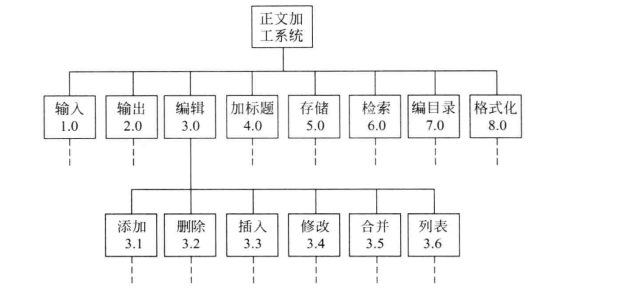 正文加
工系统
输入
1.0
输出
2.0
编辑
3.0
加标题
4.0
存储
5.0
检索
6.0
编目录
7.0
格式化
8.0
添加
3.1
删除
3.2
插入
3.3
修改
3.4
合并
3.5
列表
3.6